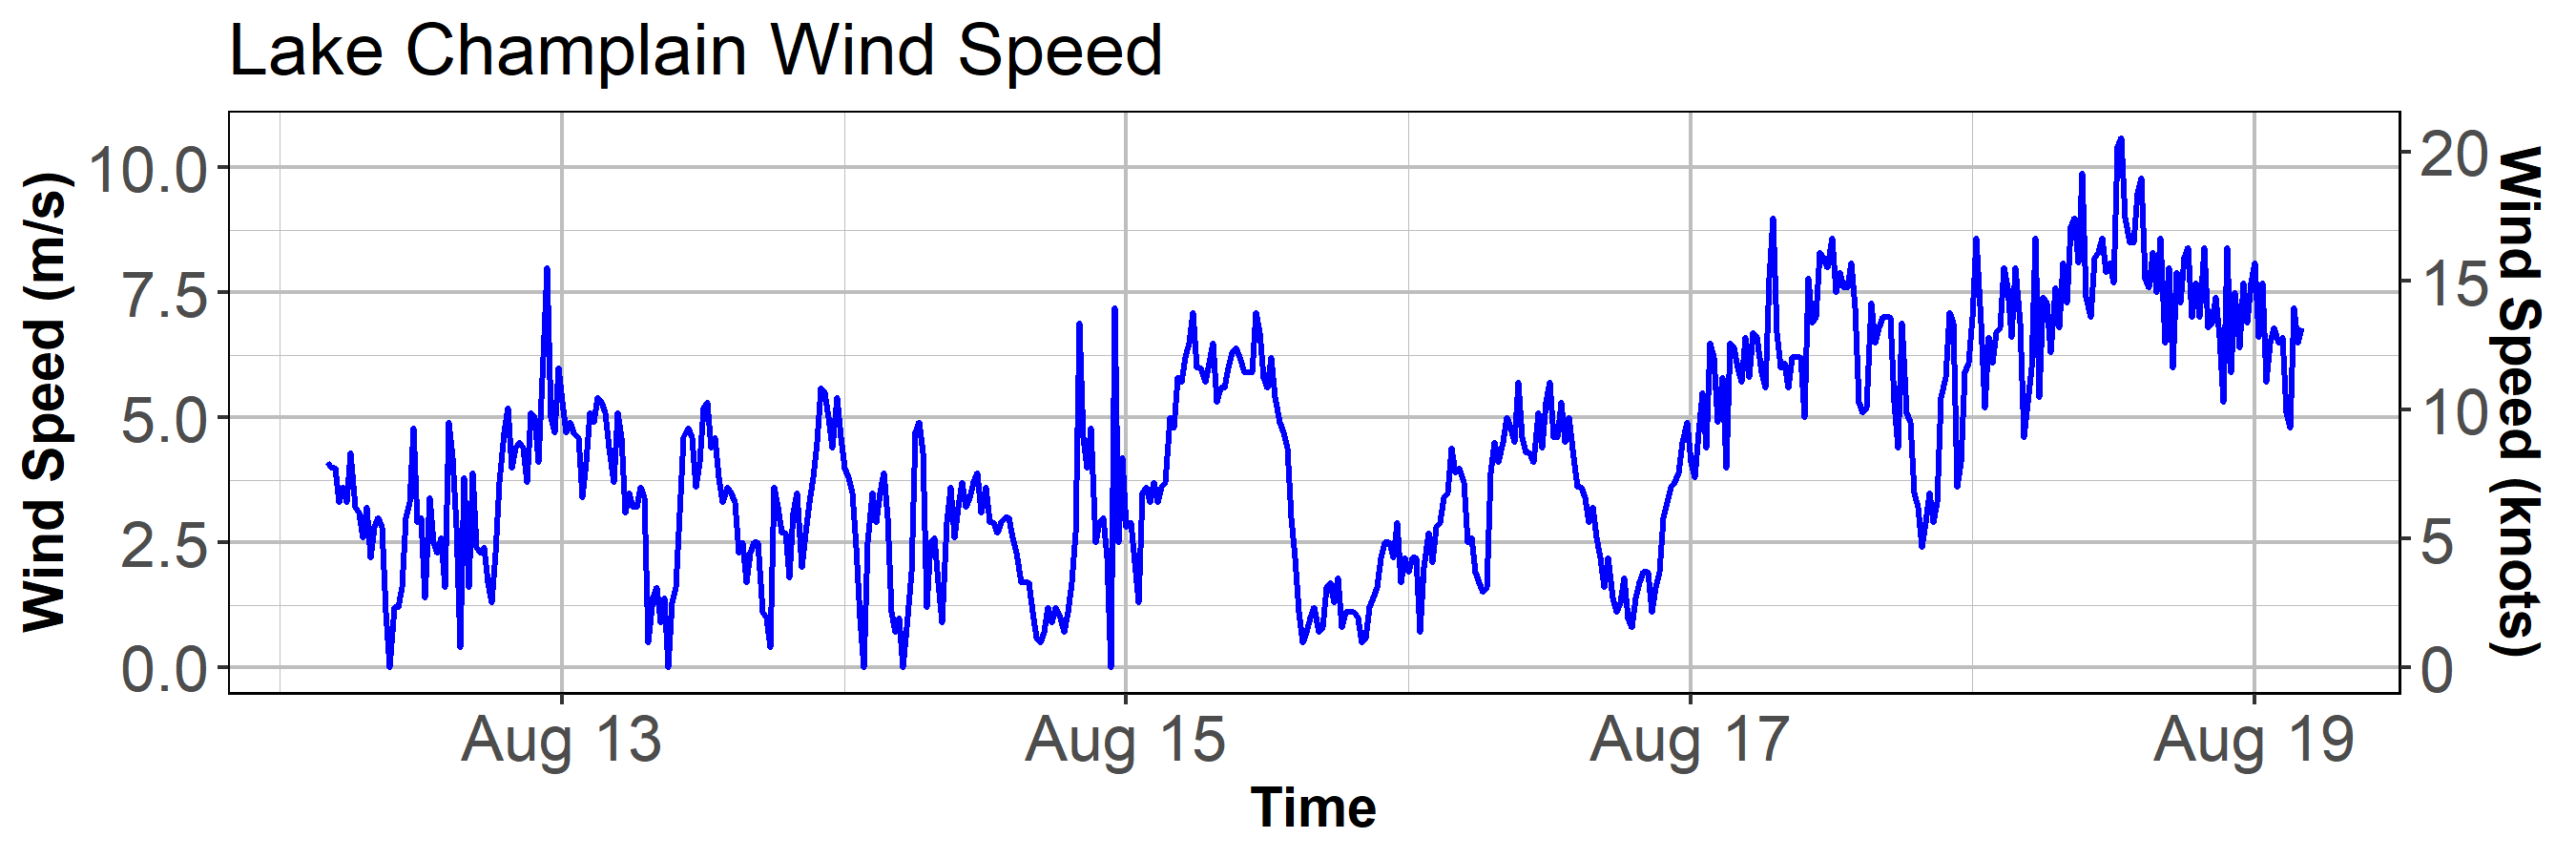 Lake Champlain Wind Speed
Wind Speed (m/s)
10.0
7.5
5.0
2.5
0.0
20
15
10
5
0
Wind Speed (knots)
Aug 13
Aug 15
Aug 17
Aug 19
Time